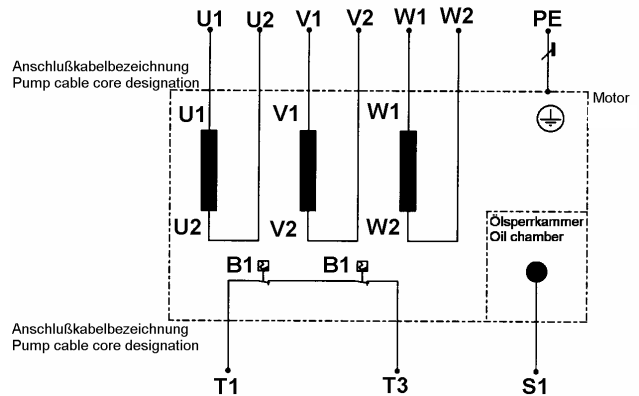 U1 U2 V1 V2 W1 W2 PE
Anschlußkabelbezeichnung
Pump cable core designation
Motor
U1 V1 W1
U2 V2 W2
Ölsperrkammer
Oil chamber
B1 B1
Anschlußkabelbezeichnung
Pump cable core designation
T1 T3 S1